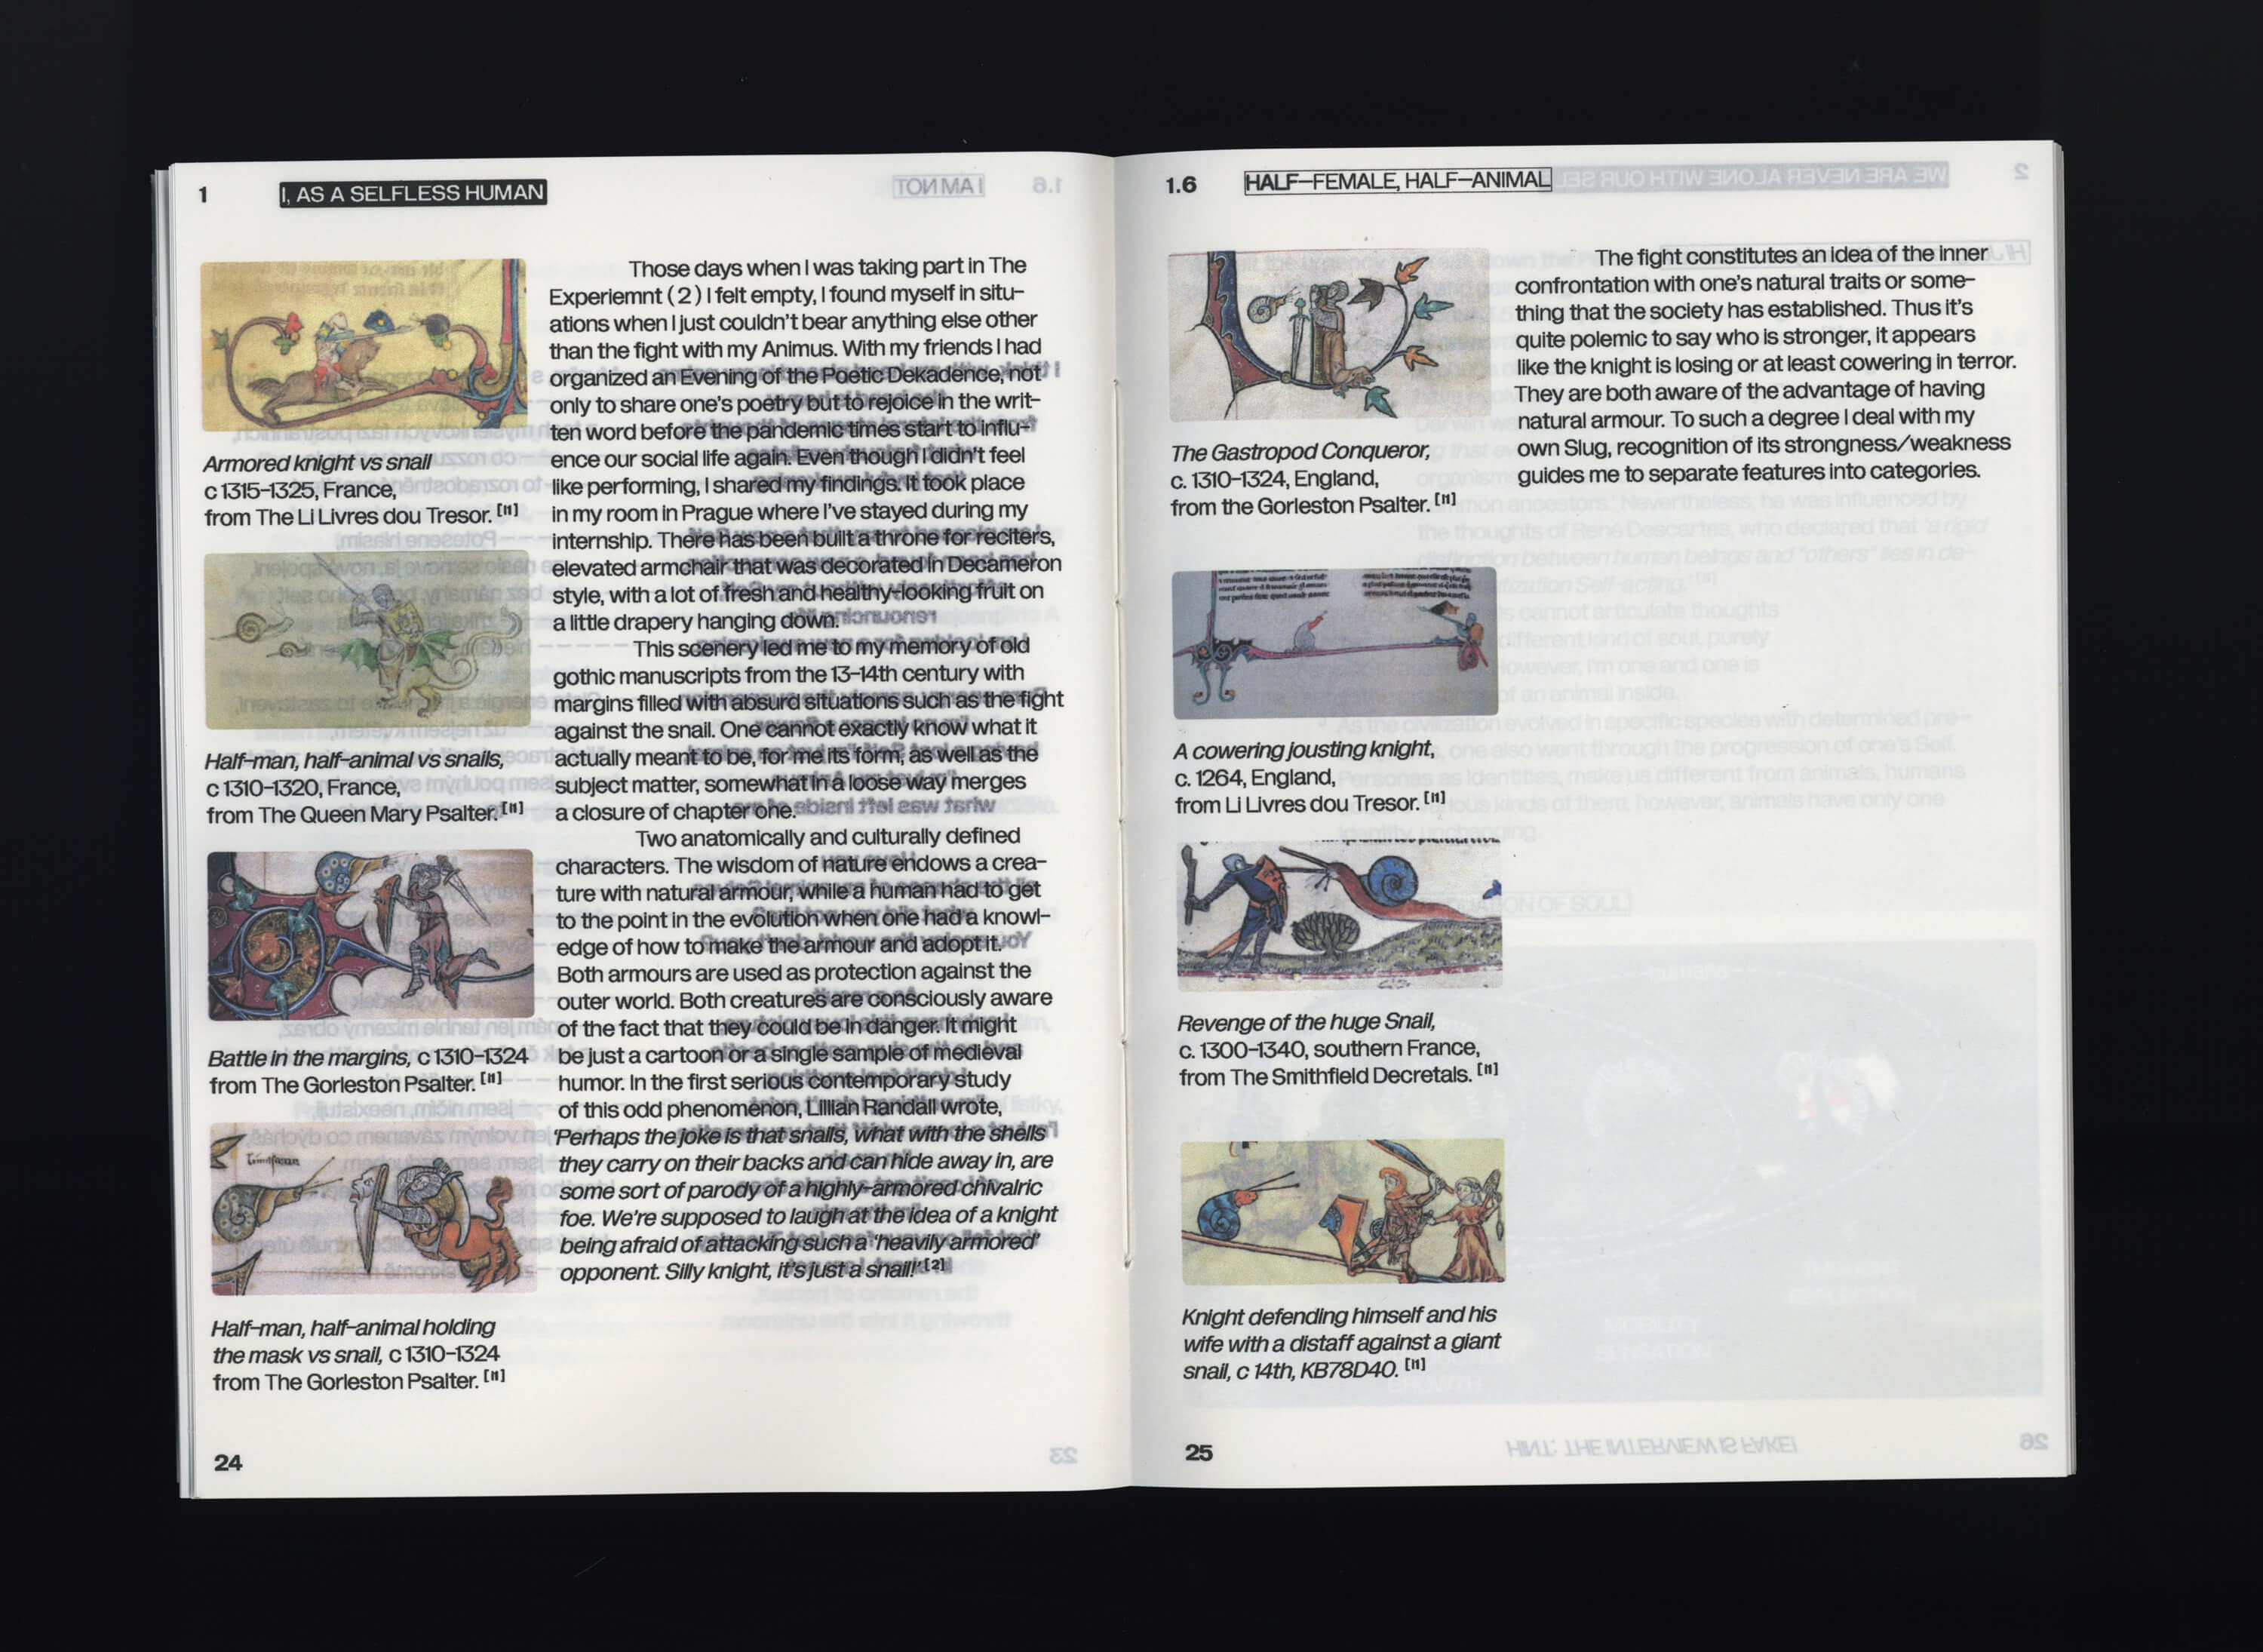 1
I, AS A SELFLESS HUMAN
Armored knight vs snail
c 1315–1325, France,
from The Li Livres dou Tresor. [11]
Half–man, half–animal vs snails,
c 1310–1320, France,
from The Queen Mary Psalter. [11]
Battle in the margins, c 1310–1324
from The Gorleston Psalter. [11]
Half–man, half–animal holding
the mask vs snail, c 1310–1324
from The Gorleston Psalter. [11]
Those days when I was taking part in The
Experiemnt ( 2 ) I felt empty, I found myself in situ–
ations when I just couldn't bear anything else other
than the fight with my Animus. With my friends I had
organized an Evening of the Poetic Dekadence, not
only to share one's poetry but to rejoice in the writ–
ten word before the pandemic times start to influ–
ence our social life again. Even though I didn't feel
like performing, I shared my findings. It took place
in my room in Prague where I've stayed during my
internship. There has been built a throne for reciters,
elevated armchair that was decorated in Decameron
style, with a lot of fresh and healthy–looking fruit on
a little drapery hanging down.
This scenery led me to my memory of old
gothic manuscripts from the 13–14th century with
margins filled with absurd situations such as the fight
against the snail. One cannot exactly know what it
actually meant to be, for me its form, as well as the
subject matter, somewhat in a loose way merges
a closure of chapter one.
Two anatomically and culturally defined
characters. The wisdom of nature endows a crea–
ture with natural armour, while a human had to get
to the point in the evolution when one had a knowl–
edge of how to make the armour and adopt it.
Both armours are used as protection against the
outer world. Both creatures are consciously aware
of the fact that they could be in danger. It might
be just a cartoon or a single sample of medieval
humor. In the first serious contemporary study
of this odd phenomenon, Lillian Randall wrote,
'Perhaps the joke is that snails, what with the shells
they carry on their backs and can hide away in, are
some sort of parody of a highly–armored chivalric
foe. We're supposed to laugh at the idea of a knight
being afraid of attacking such a 'heavily armored'
opponent. Silly knight, it's just a snail!' [2]
24
1.6
HALF–FEMALE, HALF–ANIMAL
The Gastropod Conqueror,
c. 1310–1324, England,
from the Gorleston Psalter. [11]
A cowering jousting knight,
c. 1264, England,
from Li Livres dou Tresor. [11]
Revenge of the huge Snail,
c. 1300–1340, southern France,
from The Smithfield Decretals. [11]
Knight defending himself and his
wife with a distaff against a giant
snail, c 14th, KB78D40. [11]
The fight constitutes an idea of the inner
confrontation with one's natural traits or some–
thing that the society has established. Thus it's
quite polemic to say who is stronger, it appears
like the knight is losing or at least cowering in terror.
They are both aware of the advantage of having
natural armour. To such a degree I deal with my
own Slug, recognition of its strongness/weakness
guides me to separate features into categories.
25